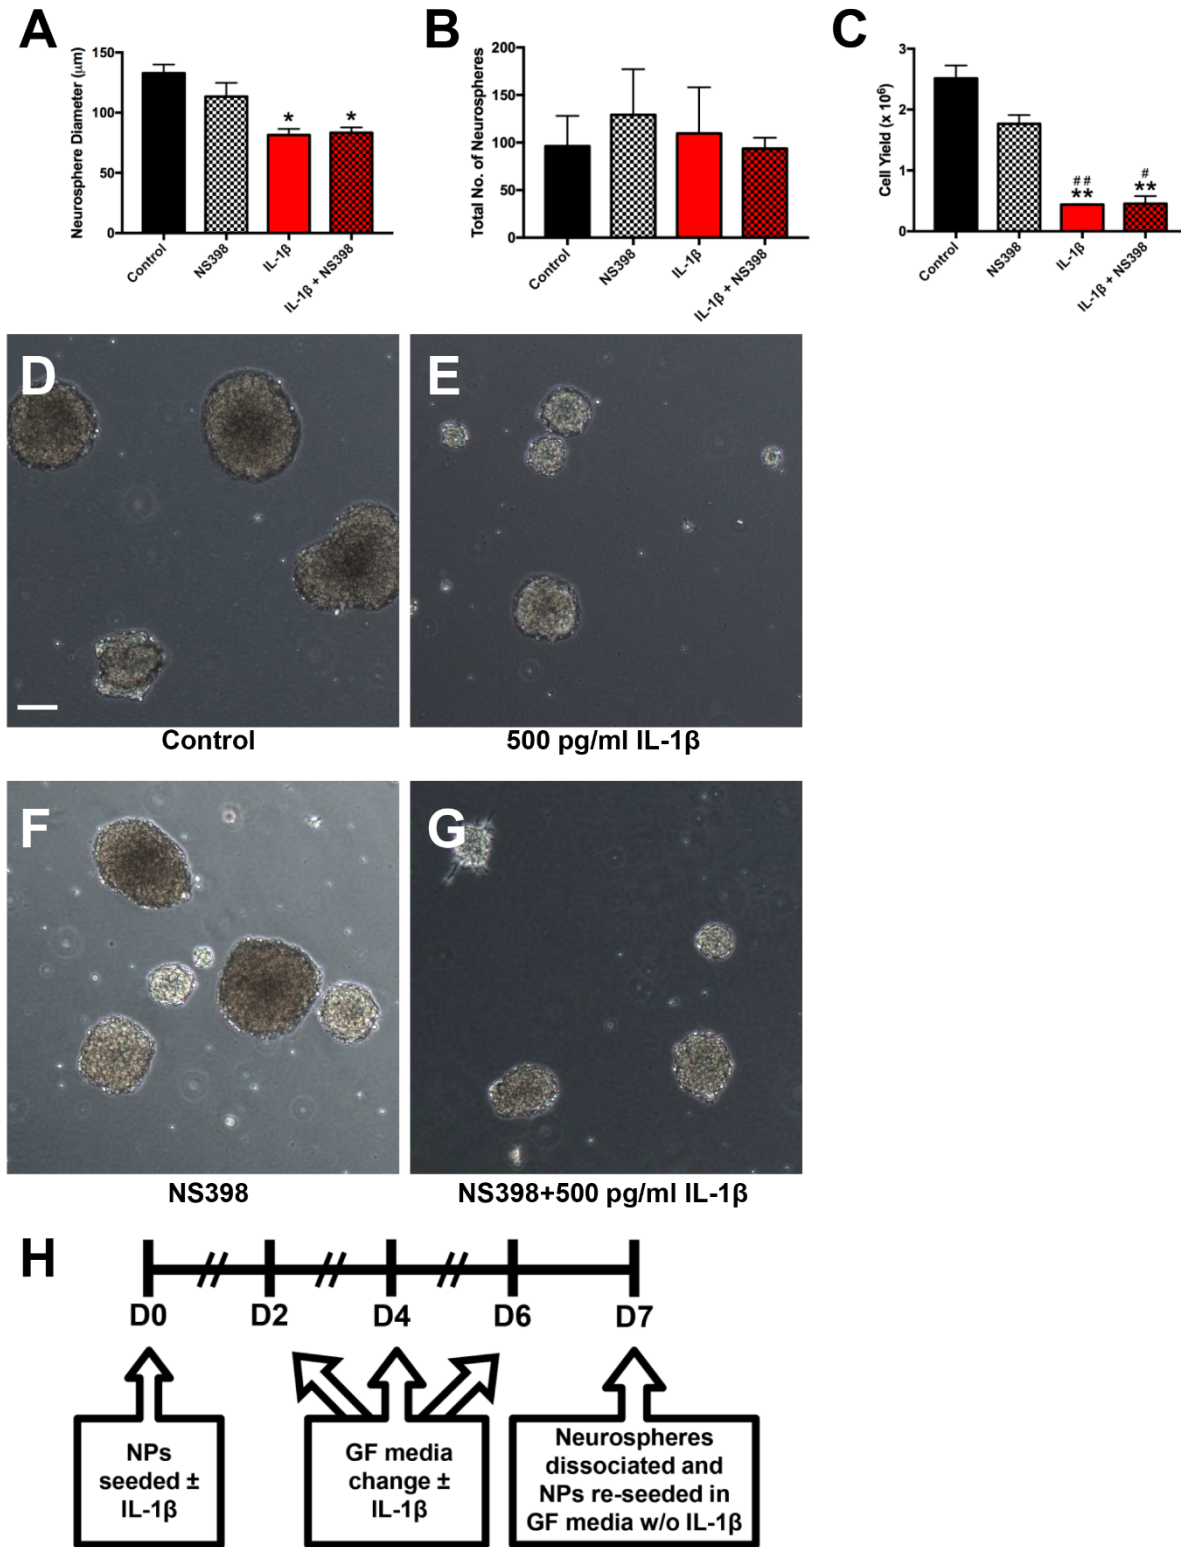 A
Neurosphere Diameter (μm)
150
100
50
0
*
*
Control
NS398
IL-1β
IL-1β + NS398
B
Total No. of Neurospheres
200
150
100
50
0
Control
NS398
IL-1β
IL-1β + NS398
C
Cell Yield (x 10⁶)
3
2
1
0
##
**
#
**
Control
NS398
IL-1β
IL-1β + NS398
D
E
Control
500 pg/ml IL-1β
F
G
NS398
NS398+500 pg/ml IL-1β
H
D0
D2
D4
D6
D7
NPs
seeded ±
IL-1β
GF media
change ±
IL-1β
Neurospheres
dissociated and
NPs re-seeded in
GF media w/o IL-1β